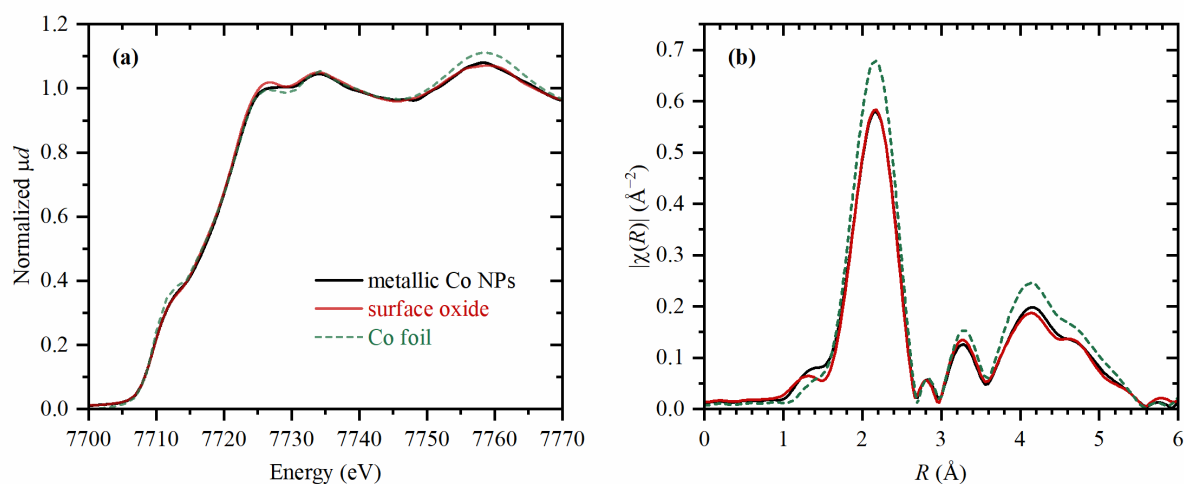 (a)
Normalized μd
1.2
1.0
0.8
0.6
0.4
0.2
0.0
metallic Co NPs
surface oxide
Co foil
7700 7710 7720 7730 7740 7750 7760 7770
Energy (eV)
(b)
|χ(R)| (Å⁻²)
0.7
0.6
0.5
0.4
0.3
0.2
0.1
0.0
0 1 2 3 4 5 6
R (Å)